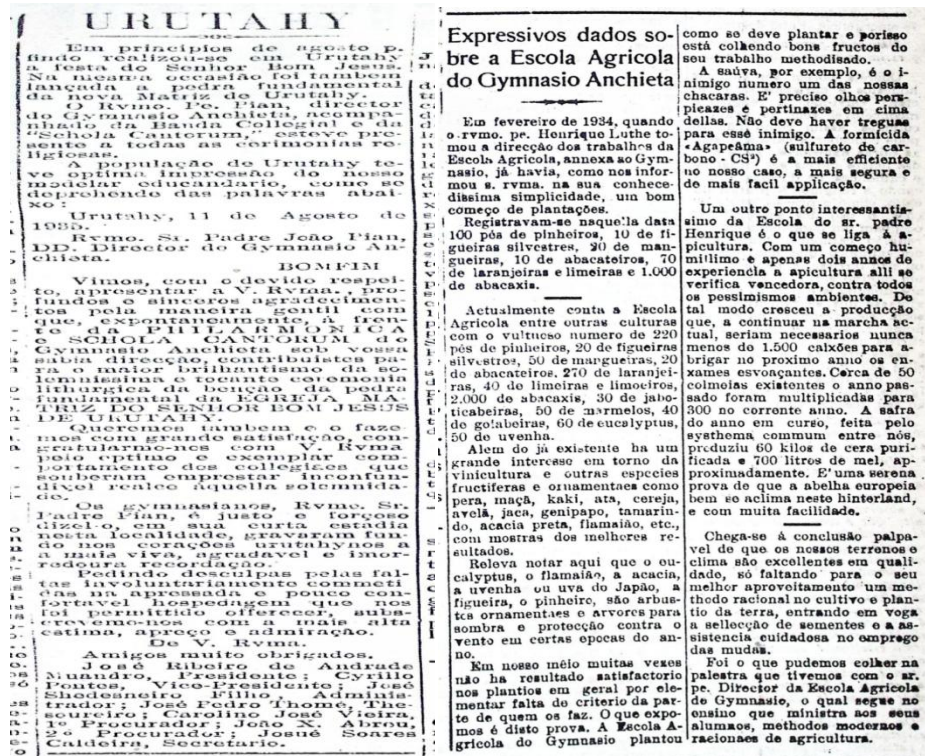 URUTAHY
Em principios de agosto p.
findo realizou-se em Urutahy
a festa do Senhor Bom Jesus.
Na mesma occasião foi tambem
lançada a pedra fundamental
da nova Matriz de Urutahy.
O Rvmo. Pe. Pian, director
do Gymnasio Anchieta, acompa-
nhado da Banda Collegial e da
"Schola Cantorum," esteve pre-
sente a todas as cerimonias re-
ligiosas.
A população de Urutahy te-
ve optima impressão do nosso
modelar educandario, como se
deprehende das palavras abai-
xo:
Urutahy, 11 de Agosto de
1935.
Rvmo. Sr. Padre João Pian,
DD. Director do Gymnasio An-
chieta.
BOMFIM
Vimos, com o devido respei-
to, apresentar a V. Rvma. pro-
fundos e sinceros agradecimen-
tos pela maneira gentil com
que, expontaneamente, á fren-
te da PHILARMONICA
e SCHOLA CANTORUM do
Gymnasio Anchieta sob vossa
sabia direcção, contribuistes pa-
ra o maior brilhantismo da so-
lemnissima e tocante ceremonia
lithurgica da benção da pedra
fundamental da EGREJA MA-
TRIZ DO SENHOR BOM JESUS
DE URUTAHY.
Queremos tambem e o faze-
mos com grande satisfação, con-
gratularmo-nos com V. Rvma
pelo optimo e exemplar com-
portamento dos collegiaes que
souberam emprestar inconfun-
divel realce áquella solemnida-
de.
Os gymnasianos, Rvmo. Sr.
Padre Pian, é justo e forçoso
dizel-o, em sua curta estadia
nesta localidade, gravaram fun-
do nos corações urutahynos a
a mais viva, agradavel e imor-
redoura recordação.
Pedindo desculpas pelas fal-
tas involuntariamente commetti
das na apressada e pouco con-
fortavel hospedagem que nos
foi permittido offerecer, subs-
crevemo-nos com a mais alta
estima, apreço e admiração.
De V. Rvma.
Amigos muito obrigados.
José Ribeiro de Andrade
Muandro, Presidente; Cyrillo
Pontes, Vice-Presidente; José
Shedesneiro Filho, Adminis-
trador; José Pedro Thomé, The-
soureiro; Carolino José Vieira,
1º Procurador; João X. Abreu,
2º Procurador; Josué Soares
Caldeira, Secretario.
Expressivos dados so-
bre a Escola Agricola
do Gymnasio Anchieta
Em fevereiro de 1934, quando
o rvmo. pe. Henrique Luthe to-
mou a direcção dos trabalhos da
Escola Agricola, annexa ao Gym-
nasio, já havia, como nos infor-
mou s. rvma. na sua conhece-
dissima simplicidade, um bom
começo de plantações.
Registravam-se naquella data
100 pés de pinheiros, 10 de fi-
gueiras silvestres, 20 de man-
gueiras, 10 de abacateiros, 70
de laranjeiras e limeiras e 1.000
de abacaxis.
Actualmente conta a Escola
Agricola entre outras culturas
com o vultuoso numero de 220
pés de pinheiros, 20 de figueiras
silvestros, 50 de margueiras, 20
de abacateiros, 270 de laranjei-
ras, 40 de limeiras e limoeiros,
2.000 de abacaxis, 30 de jabo-
ticabeiras, 50 de marmelos, 40
de goiabeiras, 60 de eucalyptus,
50 de uvenha.
Alem do já existente ha um
grande interesse em torno da
vinicultura e outras especies
fructiferas e ornamentaes como
pera, maçã, kaki, ata, cereja,
avelã, jaca, genipapo, tamarin-
do, acacia preta, flamaião, etc.,
com mostras dos melhores re-
sultados.
Releva notar aqui que o eu-
calyptus, o flamaião, a acacia,
a uvenha ou uva do Japão, a
figueira, o pinheiro, são arbus-
tos ornamentaes e arvores para
sombra e protecção contra o
vento em certas epocas do an-
no.
Em nosso méio muitas vezes
não ha resultado satisfactorio
nos plantios em geral por ele-
mentar falta de criterio da par-
te de quem os faz. O que expo-
mos é disto prova. A Escola A-
gricola do Gymnasio plantou
como se deve plantar e porisso
está colhendo bons fructos do
seu trabalho methodisado.
A saúva, por exemplo, é o i-
nimigo numero um das nossas
chacaras. E' preciso olhos pers-
picazes e pertinazes em cima
dellas. Não deve haver treguas
para essé inimigo. A formicida
«Agapeâma» (sulfureto de car-
bono - CS²) é a mais efficiente
no nosso caso, a mais segura e
de mais facil applicação.
Um outro ponto interessantis-
simo da Escola do sr. padre
Henrique é o que se liga á a-
picultura. Com um começo hu-
millimo e apenas dois annos de
experiencia a apicultura alli se
verifica vencedora, contra todos
os pessimismos ambientes. De
tal modo cresceu a producção
que, a continuar na marcha ac-
tual, seriam necessarios nunca
menos de 1.500 caixões para a-
brigar no proximo anno os en-
xames esvoaçantes. Cerca de 50
colmeias existentes o anno pas-
sado foram multiplicadas para
300 no corrente anno. A safra
do anno em curso, feita pelo
systhema commum entre nós,
preduziu 60 kilos de cera puri-
ficada e 700 litros de mel, ap-
proximadamente. E' uma serena
prova de que a abelha europeia
bem se aclima neste hinterland,
e com muita facilidade.
Chega-se á conclusão palpa-
vel de que os nossos terrenos e
clima são excellentes em quali-
dade, só faltando para o seu
melhor aproveitamento um me-
thodo racional no cultivo e plan-
tio da terra, entrando em voga
a sellecção de sementes e a as-
sistencia cuidadosa no emprego
das mudas.
Foi o que pudemos colher na
palestra que tivemos com o sr.
pe. Director da Escola Agricola
de Gymnasio, o qual segue no
ensino que ministra aos seus
alumnos, methodos modernos e
racionaes de agricultura.